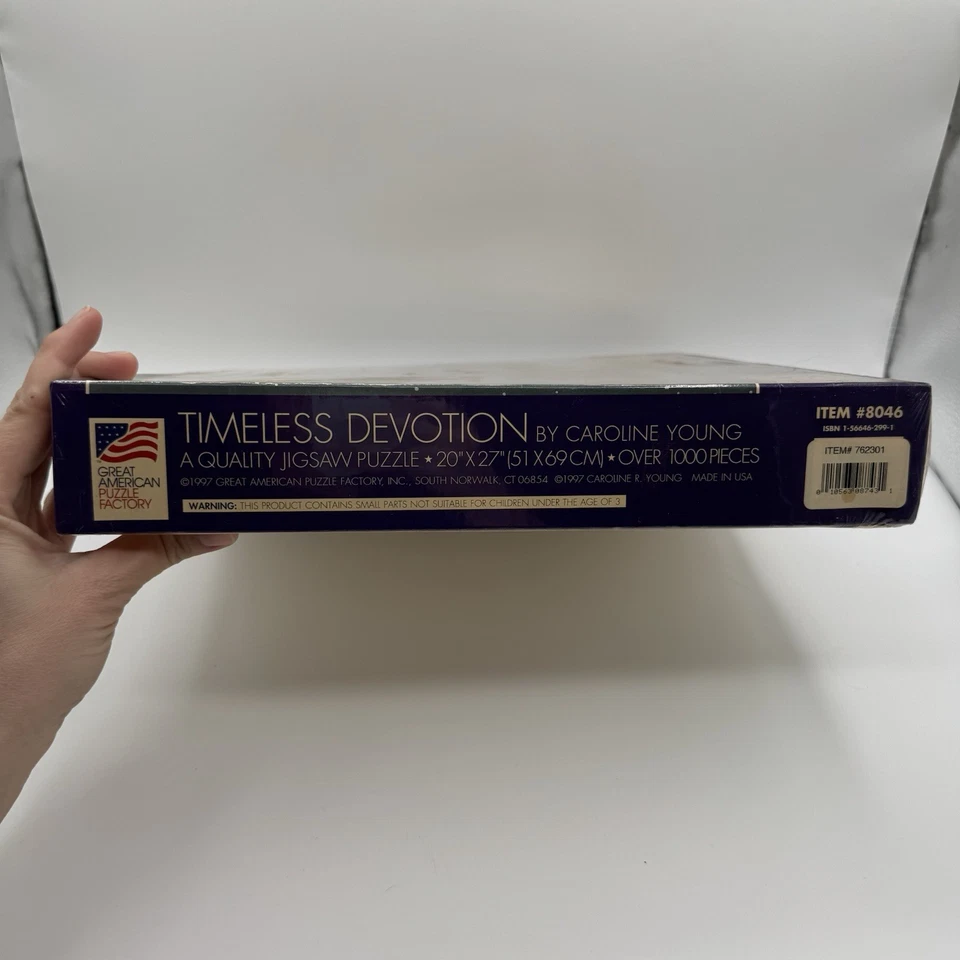 GREAT
AMERICAN
PUZZLE
FACTORY
TIMELESS DEVOTION BY CAROLINE YOUNG
A QUALITY JIGSAW PUZZLE ★ 20"X27" (51 X 69 CM) ★ OVER 1000 PIECES
©1997 GREAT AMERICAN PUZZLE FACTORY, INC., SOUTH NORWALK, CT 06854 ©1997 CAROLINE R. YOUNG MADE IN USA
WARNING: THIS PRODUCT CONTAINS SMALL PARTS NOT SUITABLE FOR CHILDREN UNDER THE AGE OF 3
ITEM #8046
ISBN 1-56646-299-1
ITEM# 762301